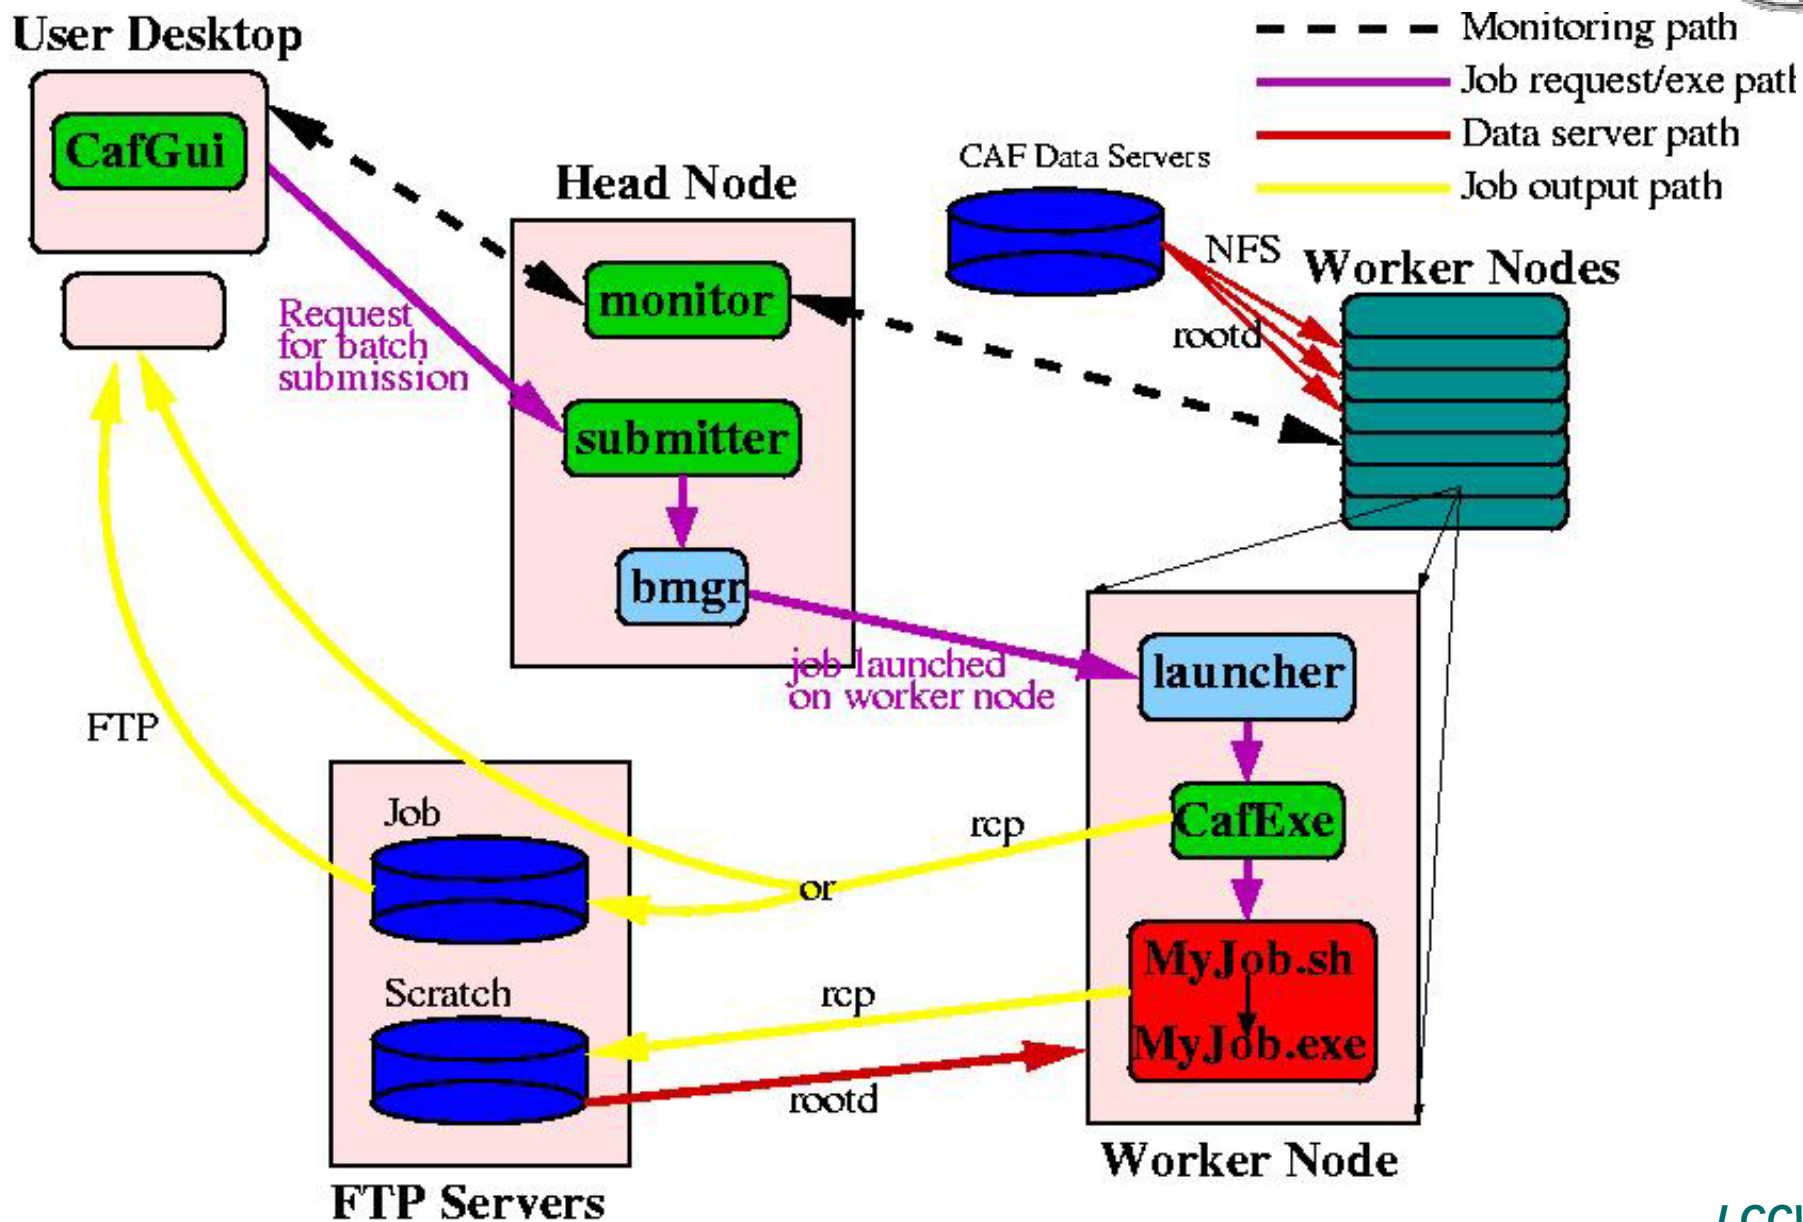 User Desktop
CafGui
Monitoring path
Job request/exe path
Data server path
Job output path
Head Node
monitor
submitter
bmgr
Request
for batch
submission
CAF Data Servers
NFS
rootd
Worker Nodes
job launched
on worker node
launcher
CafExe
MyJob.sh
MyJob.exe
Worker Node
FTP
Job
Scratch
FTP Servers
rcp
or
rcp
rootd